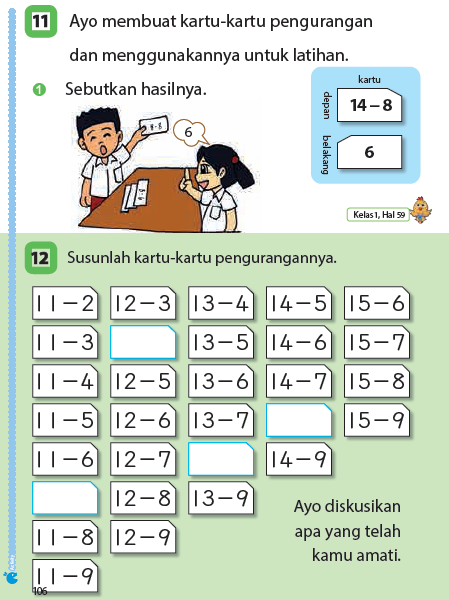 11 Ayo membuat kartu-kartu pengurangan
dan menggunakannya untuk latihan.
1 Sebutkan hasilnya.
kartu
depan
14 – 8
belakang
6
6
Kelas 1, Hal 59
12 Susunlah kartu-kartu pengurangannya.
11 – 2 12 – 3 13 – 4 14 – 5 15 – 6
11 – 3 13 – 5 14 – 6 15 – 7
11 – 4 12 – 5 13 – 6 14 – 7 15 – 8
11 – 5 12 – 6 13 – 7 15 – 9
11 – 6 12 – 7 14 – 9
12 – 8 13 – 9
11 – 8 12 – 9
11 – 9
Ayo diskusikan
apa yang telah
kamu amati.
106